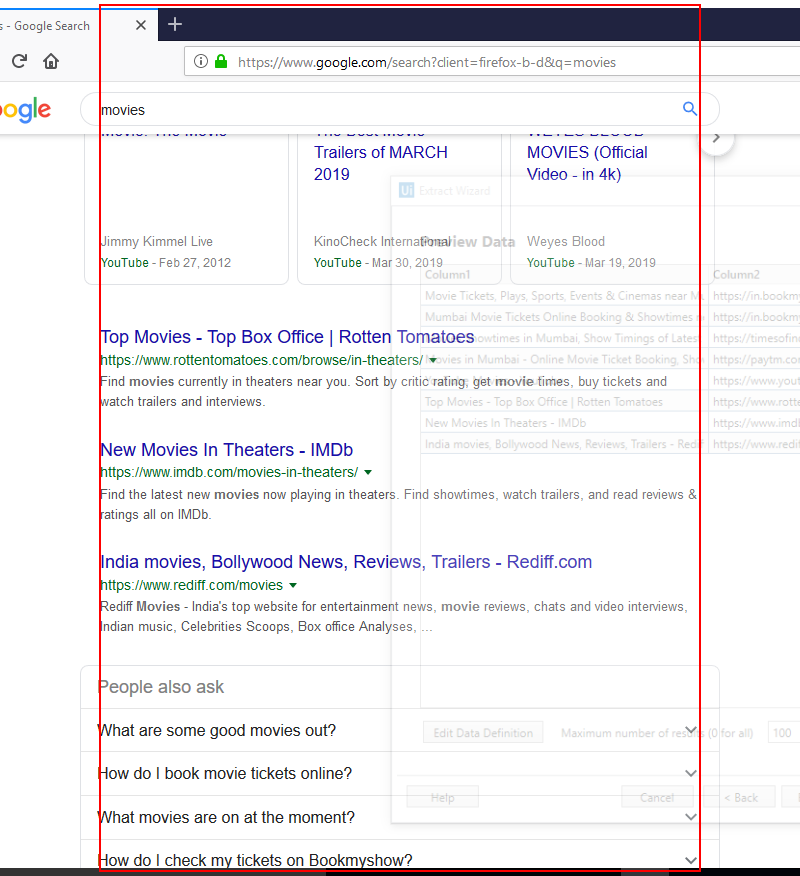 s - Google Search
https://www.google.com/search?client=firefox-b-d&q=movies
ogle
movies
Movie: The Movie
Jimmy Kimmel Live
YouTube - Feb 27, 2012
The Best Movie
Trailers of MARCH
2019
KinoCheck International
YouTube - Mar 30, 2019
WEYES BLOOD -
MOVIES (Official
Video - in 4k)
Weyes Blood
YouTube - Mar 19, 2019
Top Movies - Top Box Office | Rotten Tomatoes
https://www.rottentomatoes.com/browse/in-theaters/
Find movies currently in theaters near you. Sort by critic rating, get movie times, buy tickets and
watch trailers and interviews.
New Movies In Theaters - IMDb
https://www.imdb.com/movies-in-theaters/
Find the latest new movies now playing in theaters. Find showtimes, watch trailers, and read reviews &
ratings all on IMDb.
India movies, Bollywood News, Reviews, Trailers - Rediff.com
https://www.rediff.com/movies
Rediff Movies - India's top website for entertainment news, movie reviews, chats and video interviews,
Indian music, Celebrities Scoops, Box office Analyses, ...
People also ask
What are some good movies out?
How do I book movie tickets online?
What movies are on at the moment?
How do I check my tickets on Bookmyshow?
Ui Extract Wizard
Preview Data
Column1 Column2
Movie Tickets, Plays, Sports, Events & Cinemas near M https://in.bookmy
Mumbai Movie Tickets Online Booking & Showtimes https://in.bookmy
Showtimes in Mumbai, Show Timings of Latest https://timesofin
Movies in Mumbai - Online Movie Ticket Booking, Sho https://paytm.co
https://www.yout
Top Movies - Top Box Office | Rotten Tomatoes https://www.rotte
New Movies In Theaters - IMDb https://www.imdb
India movies, Bollywood News, Reviews, Trailers - Rediff https://www.rediff
Edit Data Definition Maximum number of results (0 for all) 100
Help Cancel < Back